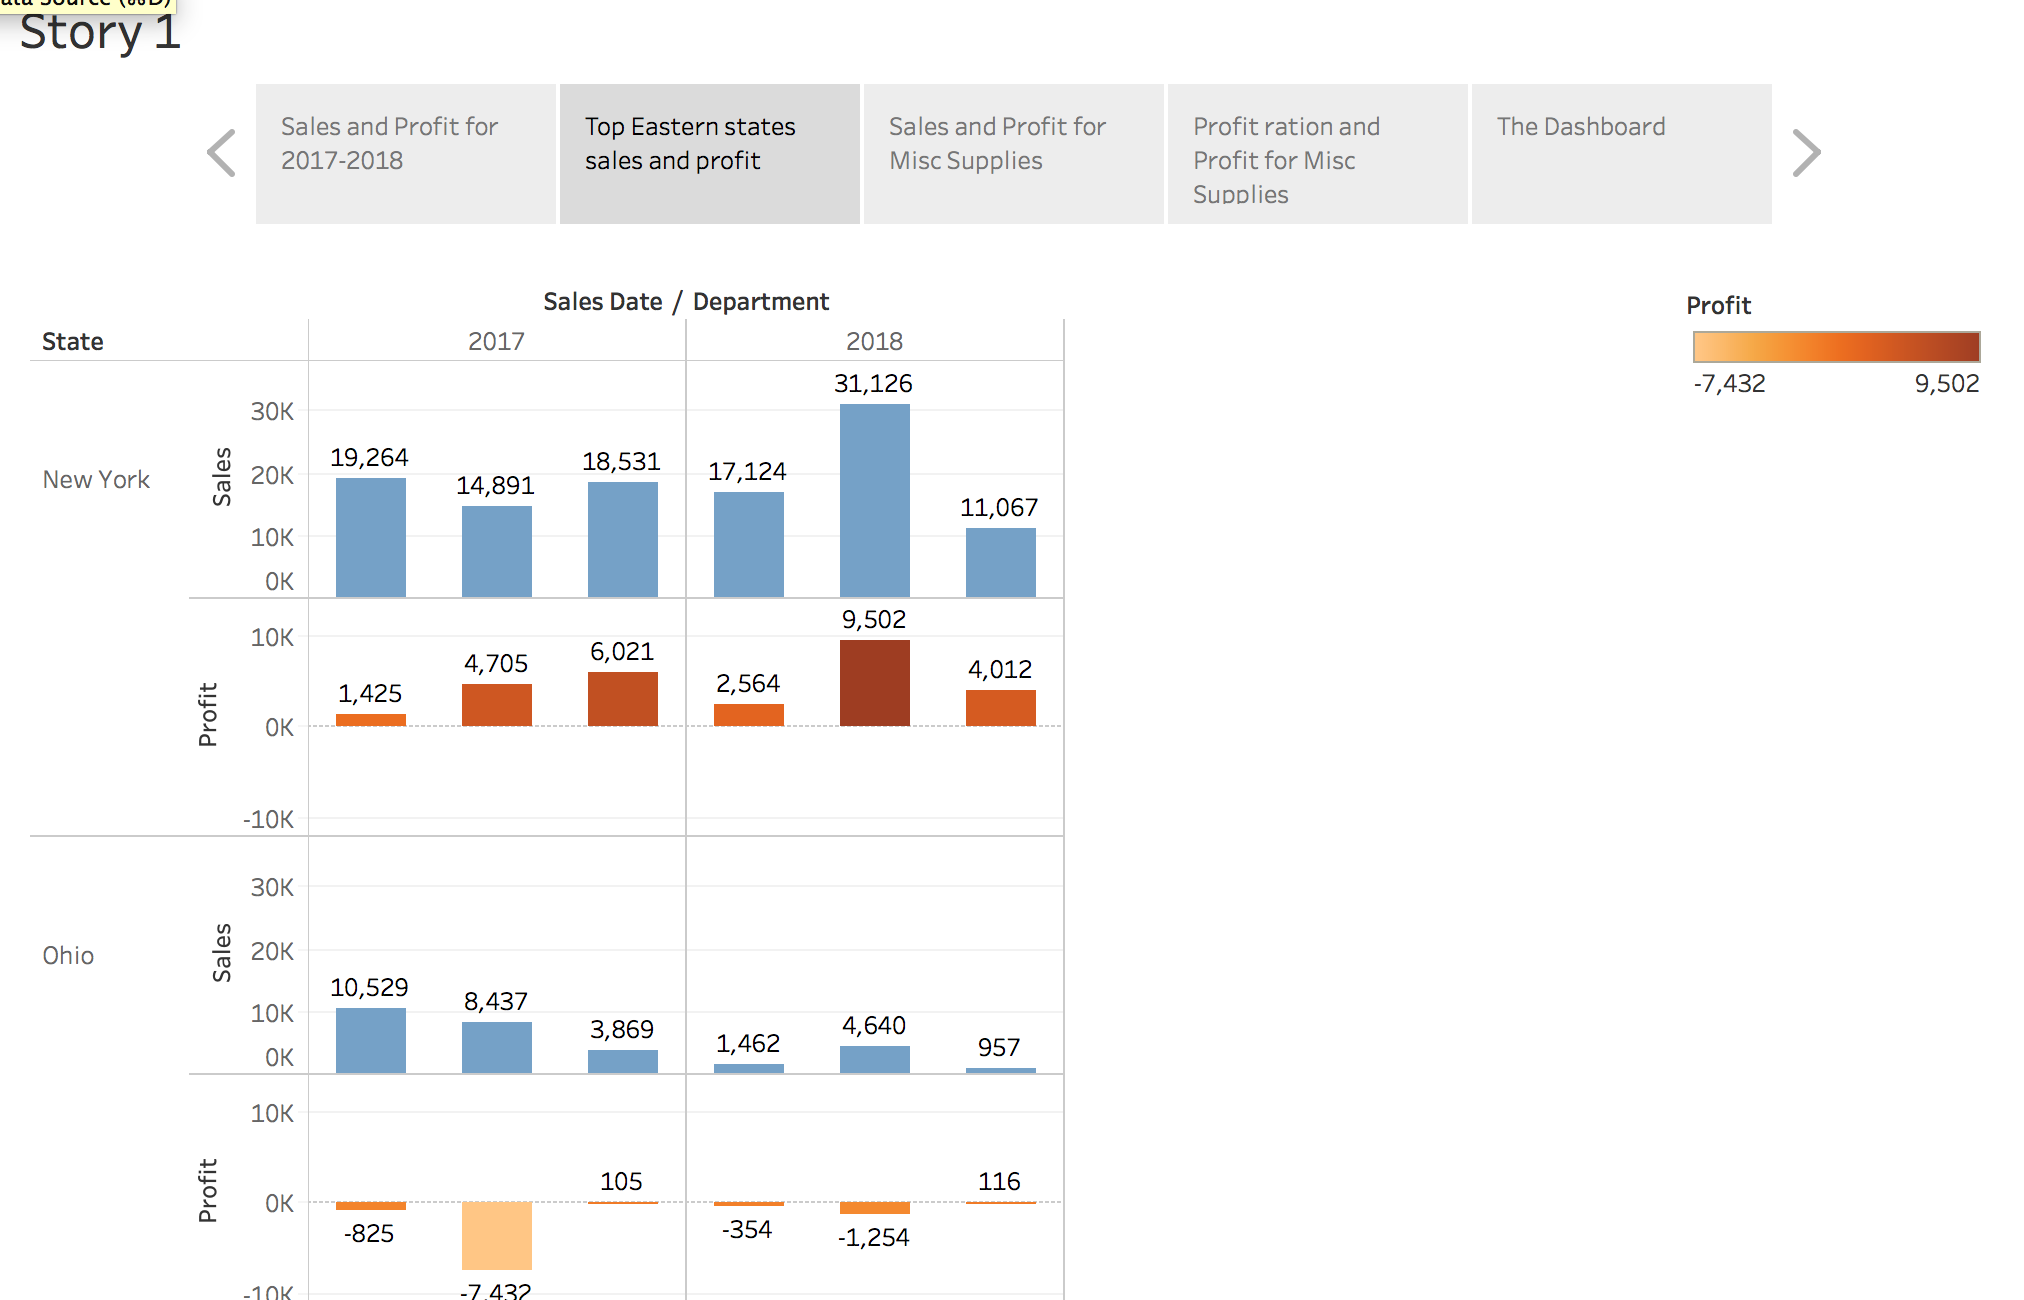 ata Source (⌘D)
Story 1
Sales and Profit for
2017-2018
Top Eastern states
sales and profit
Sales and Profit for
Misc Supplies
Profit ration and
Profit for Misc
Supplies
The Dashboard
Sales Date / Department
State
2017
2018
Profit
-7,432
9,502
New York
Sales
30K
20K
10K
0K
19,264
14,891
18,531
17,124
31,126
11,067
Profit
10K
0K
-10K
1,425
4,705
6,021
2,564
9,502
4,012
Ohio
Sales
30K
20K
10K
0K
10,529
8,437
3,869
1,462
4,640
957
Profit
10K
0K
-10K
-825
-7,432
105
-354
-1,254
116